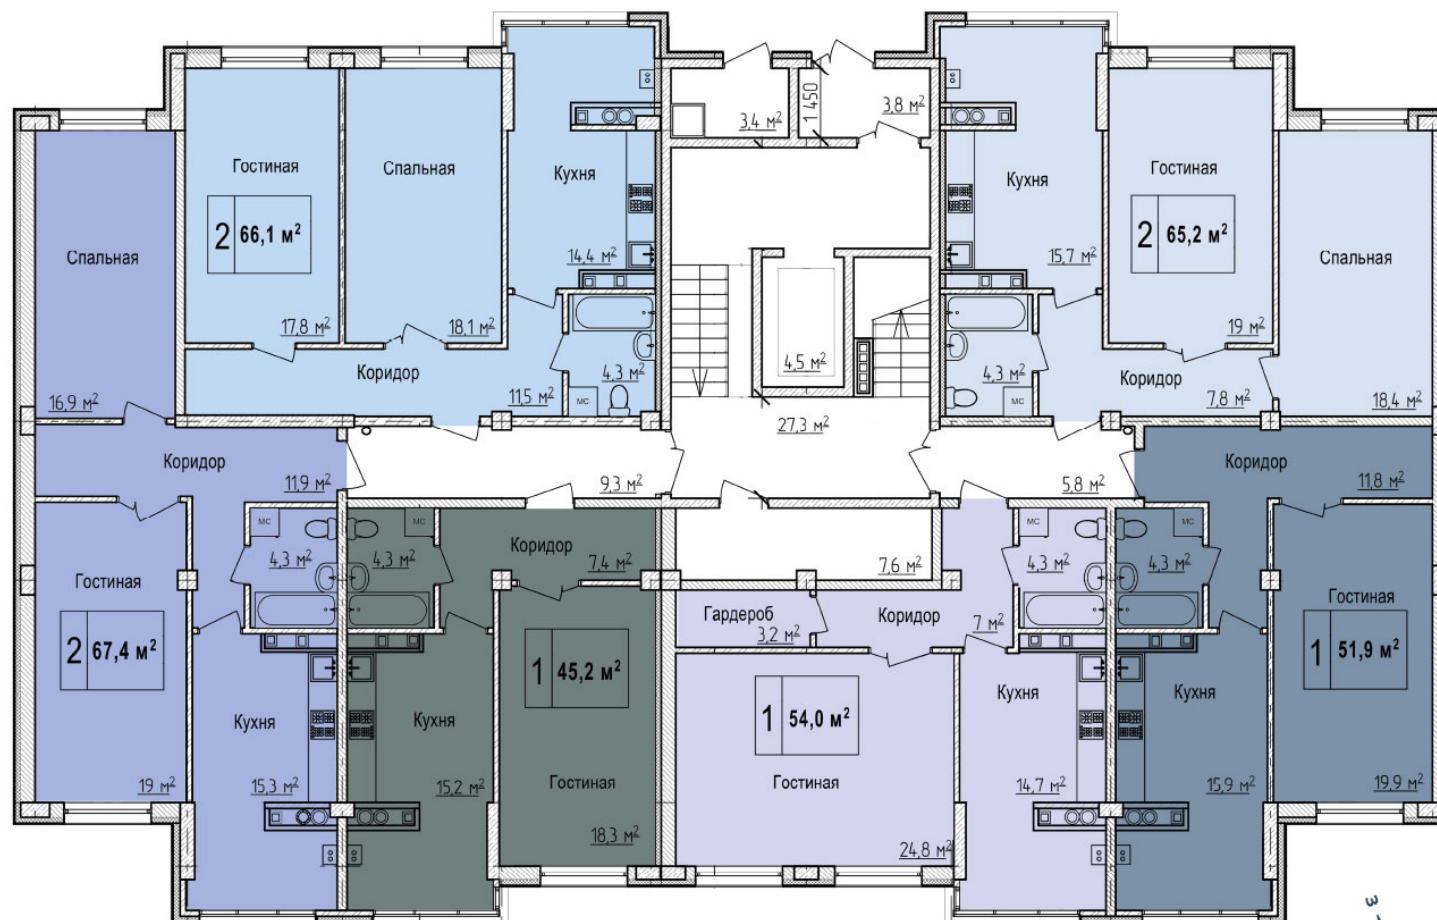 3,4 м²
1 450
3,8 м²
Гостиная
2 66,1 м²
17,8 м²
Спальная
18,1 м²
Кухня
14,4 м²
Кухня
15,7 м²
Гостиная
2 65,2 м²
19 м²
Спальная
18,4 м²
Спальная
16,9 м²
Коридор
11,5 м²
4,3 м²
МС
4,5 м²
27,3 м²
4,3 м²
МС
Коридор
7,8 м²
Коридор
11,9 м²
9,3 м²
5,8 м²
Коридор
11,8 м²
МС
4,3 м²
МС
4,3 м²
Коридор
7,4 м²
7,6 м²
МС
4,3 м²
МС
4,3 м²
Гостиная
2 67,4 м²
19 м²
Кухня
15,3 м²
Кухня
15,2 м²
1 45,2 м²
Гостиная
18,3 м²
Гардероб
3,2 м²
Коридор
7 м²
1 54,0 м²
Гостиная
24,8 м²
Кухня
14,7 м²
Кухня
15,9 м²
Гостиная
1 51,9 м²
19,9 м²